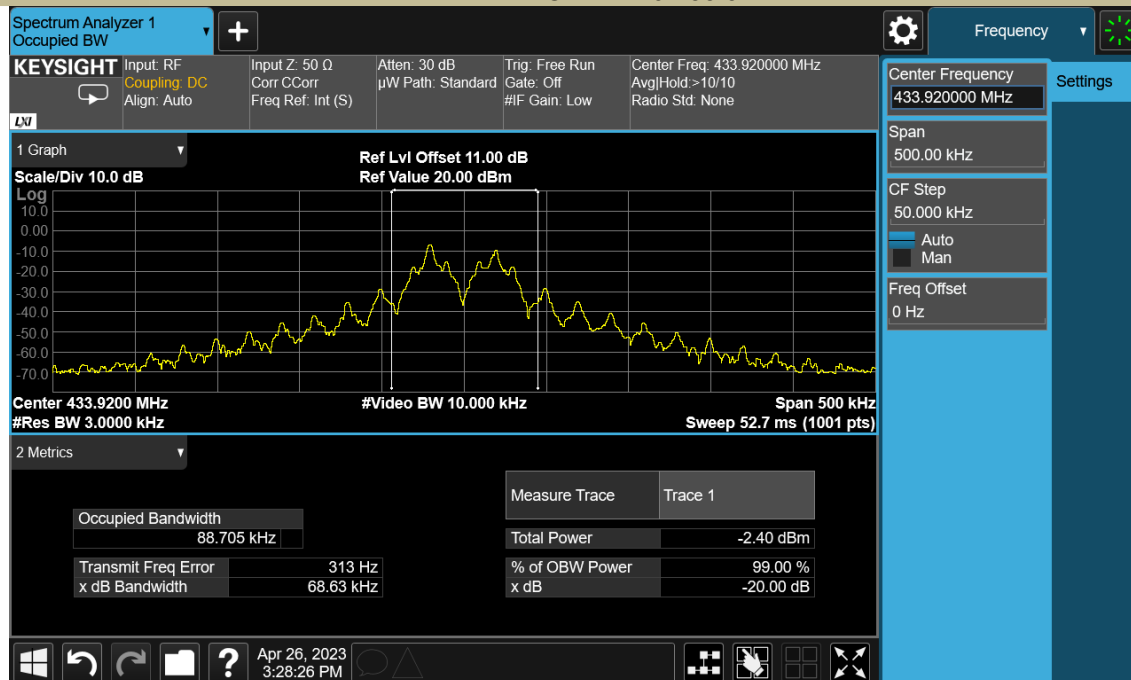 Spectrum Analyzer 1
Occupied BW
Frequency
KEYSIGHT
LXI
Input: RF
Coupling: DC
Align: Auto
Input Z: 50 Ω
Corr CCorr
Freq Ref: Int (S)
Atten: 30 dB
µW Path: Standard
Trig: Free Run
Gate: Off
#IF Gain: Low
Center Freq: 433.920000 MHz
Avg|Hold:>10/10
Radio Std: None
Center Frequency
433.920000 MHz
Settings
Span
500.00 kHz
CF Step
50.000 kHz
Auto
Man
Freq Offset
0 Hz
1 Graph
Scale/Div 10.0 dB
Ref Lvl Offset 11.00 dB
Ref Value 20.00 dBm
Log
10.0
0.00
-10.0
-20.0
-30.0
-40.0
-50.0
-60.0
-70.0
Center 433.9200 MHz
#Video BW 10.000 kHz
Span 500 kHz
#Res BW 3.0000 kHz
Sweep 52.7 ms (1001 pts)
2 Metrics
Measure Trace
Trace 1
Occupied Bandwidth
88.705 kHz
Total Power
-2.40 dBm
Transmit Freq Error
313 Hz
% of OBW Power
99.00 %
x dB Bandwidth
68.63 kHz
x dB
-20.00 dB
?
Apr 26, 2023
3:28:26 PM